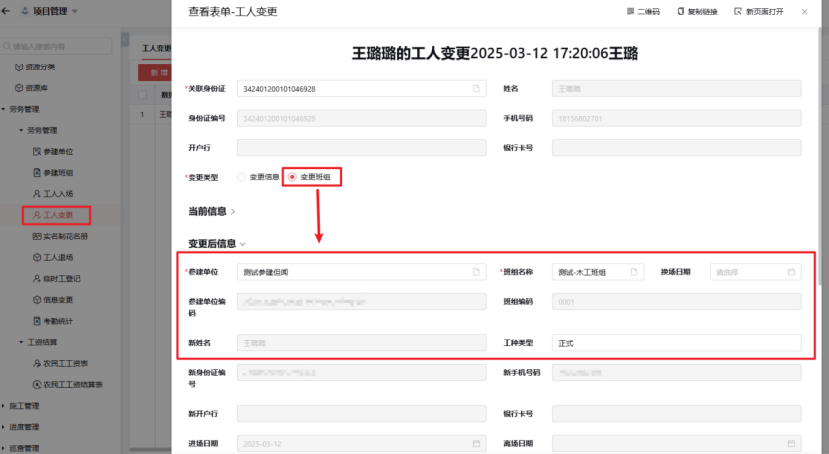 项目管理
查看表单-工人变更
二维码
复制链接
新页面打开
请输入搜索内容
资源分类
资源库
劳务管理
劳务管理
参建单位
参建班组
工人入场
工人变更
实名制花名册
工人退场
临时工登记
信息变更
考勤统计
工资结算
农民工工资表
农民工工资结算表
施工管理
进度管理
巡查管理
工人变更
新 增
1
王璐璐的工人变更2025-03-12 17:20:06王璐
*关联身份证
342401200101046928
姓名
王璐璐
身份证编号
342401200101046928
手机号码
18156802781
开户行
银行卡号
*变更类型
变更信息
变更班组
当前信息
变更后信息
*参建单位
*班组名称
测试-木工班组
换场日期
请选择
参建单位编码
班组编码
0001
新姓名
王璐璐
工种类型
正式
新身份证编号
新手机号码
新开户行
银行卡号
进场日期
2025-03-12
离场日期